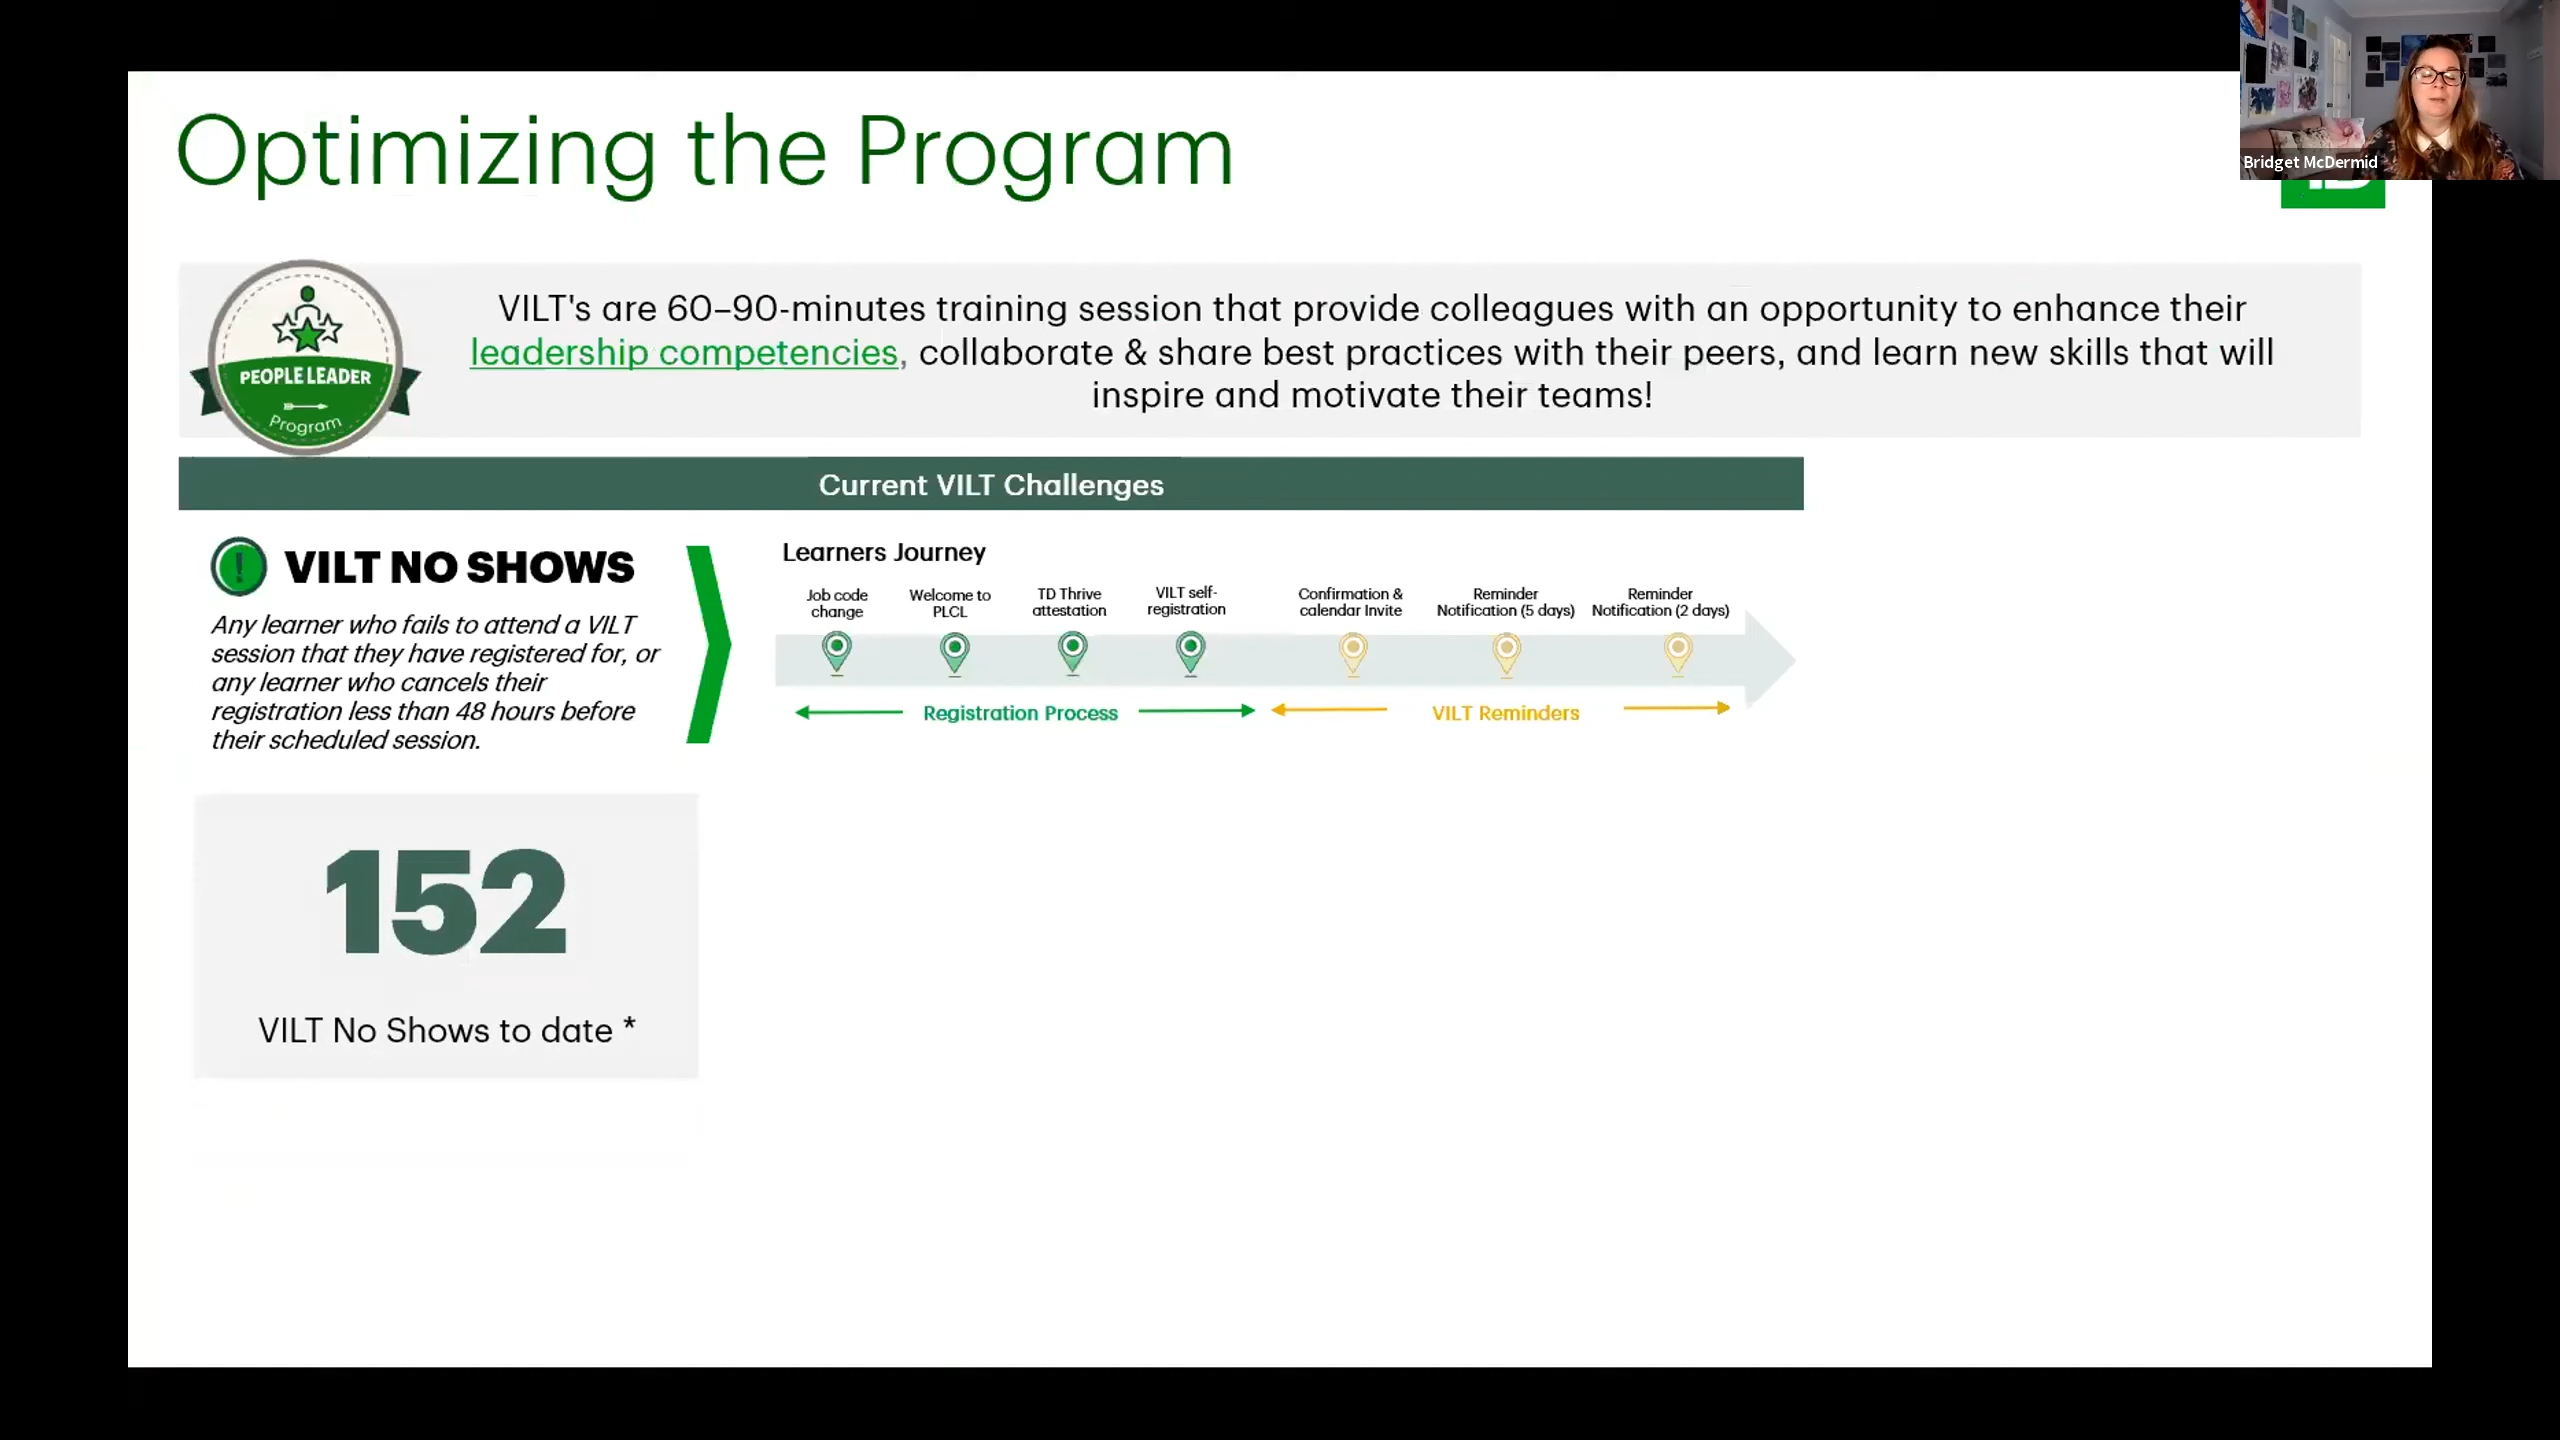 Optimizing the Program
Bridget McDermid
PEOPLE LEADER
Program
VILT's are 60–90-minutes training session that provide colleagues with an opportunity to enhance their
leadership competencies, collaborate & share best practices with their peers, and learn new skills that will
inspire and motivate their teams!
Current VILT Challenges
VILT NO SHOWS
Any learner who fails to attend a VILT
session that they have registered for, or
any learner who cancels their
registration less than 48 hours before
their scheduled session.
Learners Journey
Job code
change
Welcome to
PLCL
TD Thrive
attestation
VILT self-
registration
Confirmation &
calendar Invite
Reminder
Notification (5 days)
Reminder
Notification (2 days)
Registration Process
VILT Reminders
152
VILT No Shows to date *